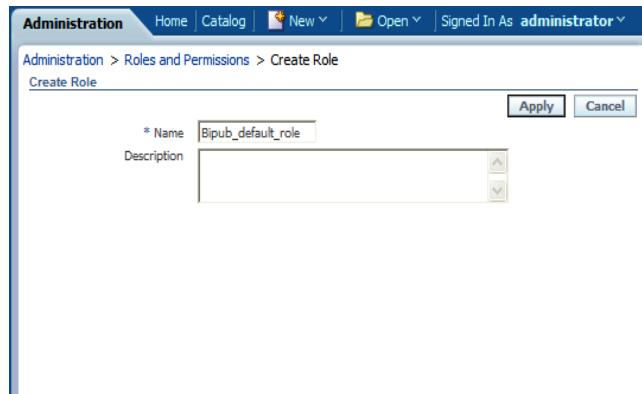 Administration Home Catalog New Open Signed In As administrator
Administration > Roles and Permissions > Create Role
Create Role
Apply Cancel
* Name Bipub_default_role
Description